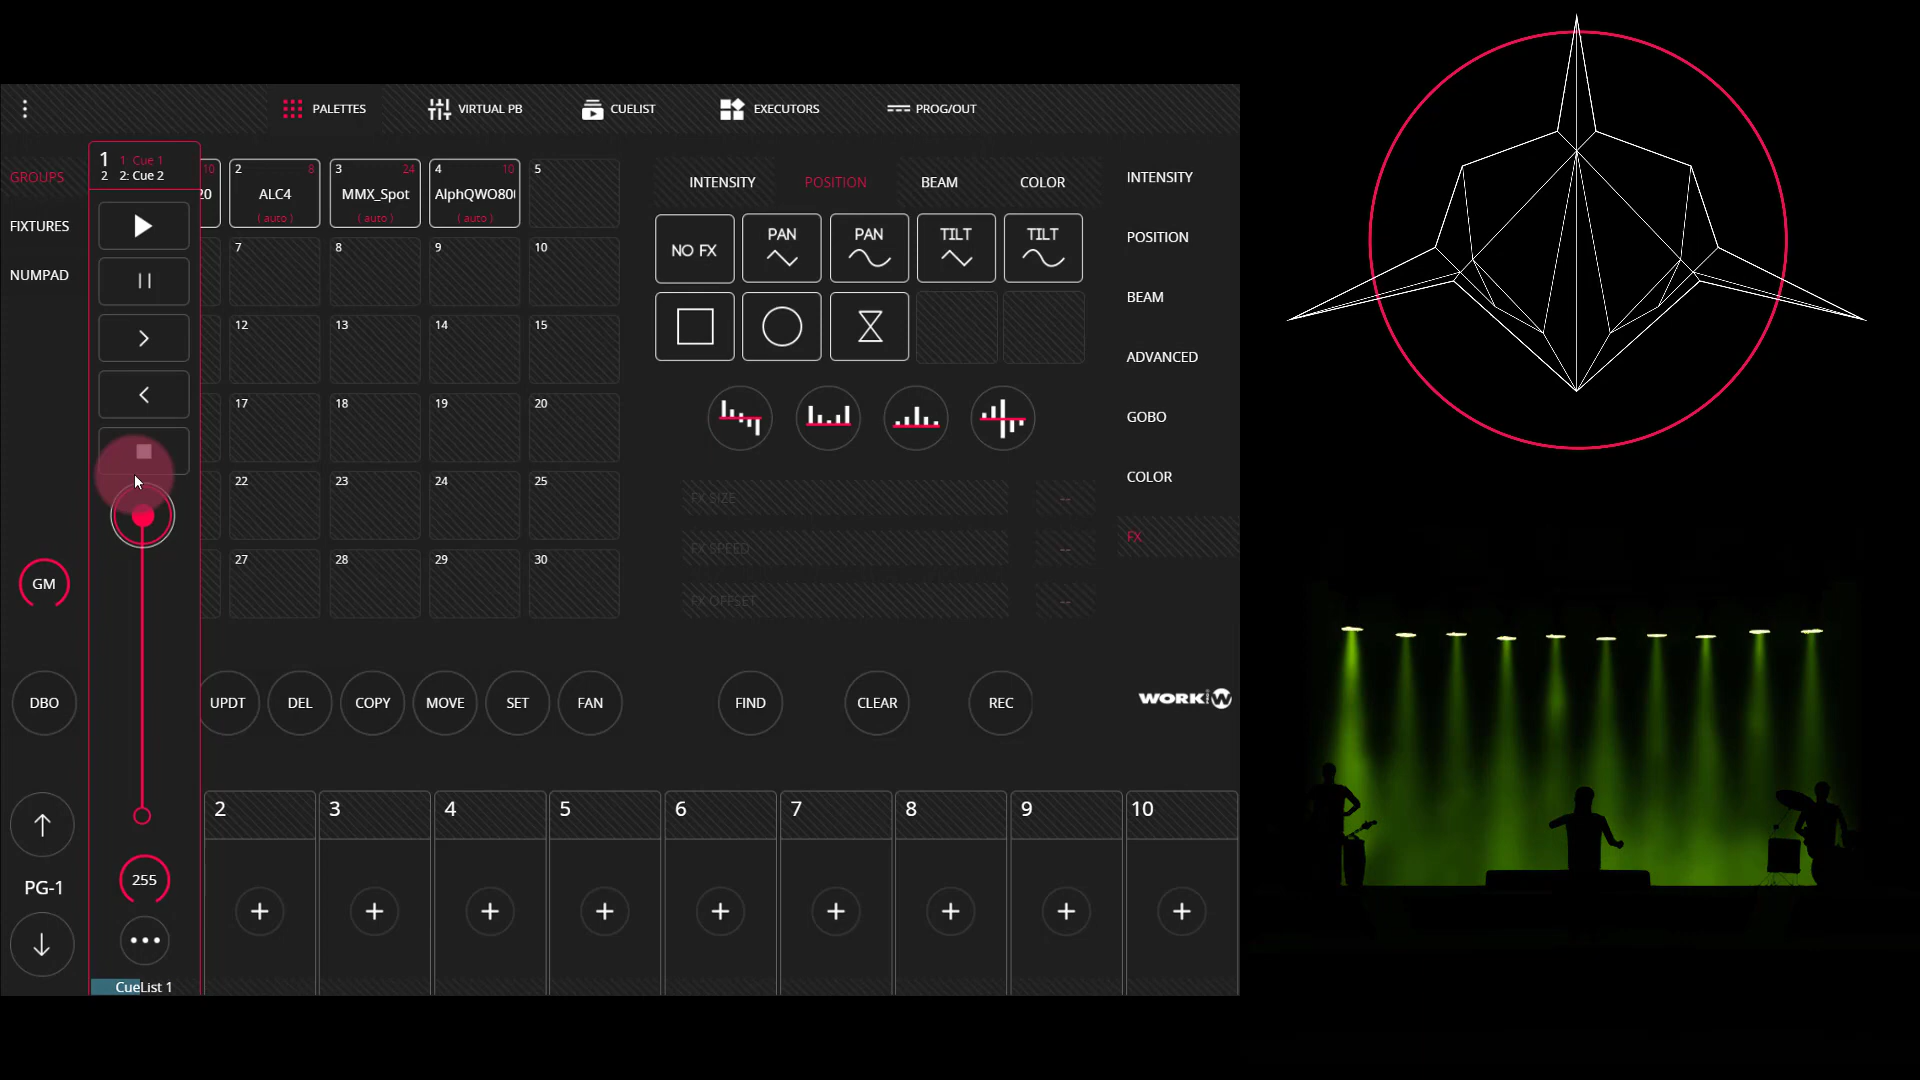 PALETTES
VIRTUAL PB
CUELIST
EXECUTORS
PROG/OUT
GROUPS
FIXTURES
NUMPAD
1 1 Cue 1
2 2: Cue 2
10
20
2 8
ALC4
( auto )
3 24
MMX_Spot
( auto )
4 10
AlphQWO80
( auto )
5
7
8
9
10
12
13
14
15
17
18
19
20
22
23
24
25
27
28
29
30
INTENSITY
POSITION
BEAM
COLOR
NO FX
PAN
PAN
TILT
TILT
FX SIZE --
FX SPEED --
FX OFFSET --
INTENSITY
POSITION
BEAM
ADVANCED
GOBO
COLOR
FX
GM
DBO
UPDT
DEL
COPY
MOVE
SET
FAN
FIND
CLEAR
REC
WORK
PG-1
255
CueList 1
2
3
4
5
6
7
8
9
10